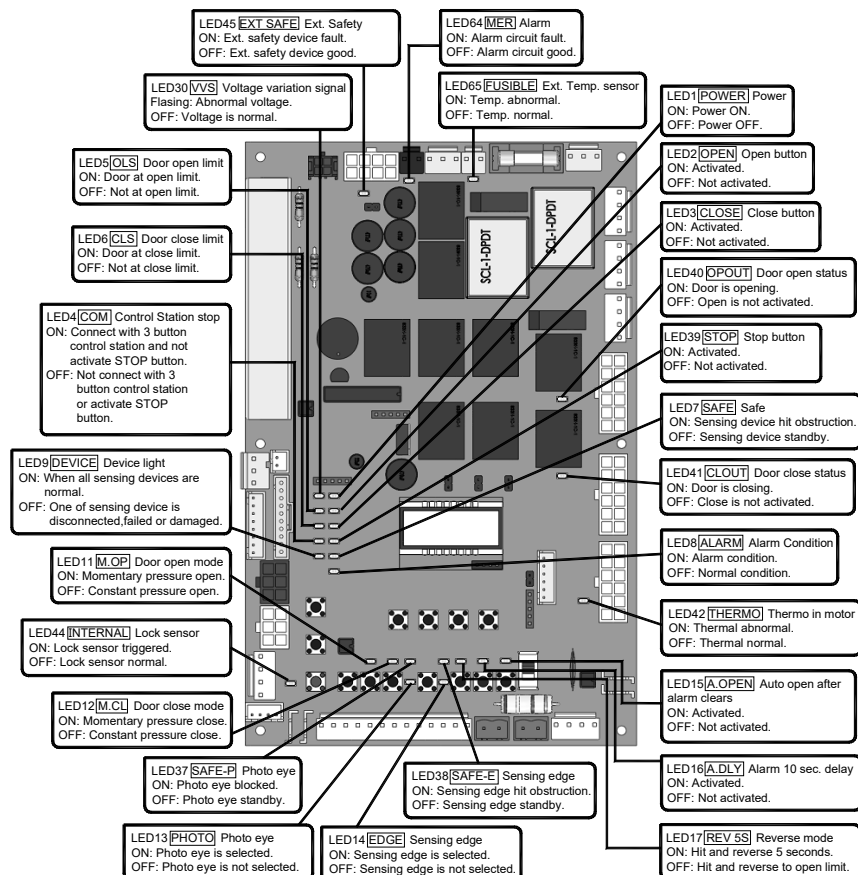 LED45 EXT SAFE Ext. Safety
ON: Ext. safety device fault.
OFF: Ext. safety device good.
LED64 MER Alarm
ON: Alarm circuit fault.
OFF: Alarm circuit good.
LED30 VVS Voltage variation signal
Flasing: Abnormal voltage.
OFF: Voltage is normal.
LED65 FUSIBLE Ext. Temp. sensor
ON: Temp. abnormal.
OFF: Temp. normal.
LED1 POWER Power
ON: Power ON.
OFF: Power OFF.
LED5 OLS Door open limit
ON: Door at open limit.
OFF: Not at open limit.
LED2 OPEN Open button
ON: Activated.
OFF: Not activated.
LED6 CLS Door close limit
ON: Door at close limit.
OFF: Not at close limit.
LED3 CLOSE Close button
ON: Activated.
OFF: Not activated.
LED40 OPOUT Door open status
ON: Door is opening.
OFF: Open is not activated.
LED4 COM Control Station stop
ON: Connect with 3 button
control station and not
activate STOP button.
OFF: Not connect with 3
button control station
or activate STOP
button.
LED39 STOP Stop button
ON: Activated.
OFF: Not activated.
LED7 SAFE Safe
ON: Sensing device hit obstruction.
OFF: Sensing device standby.
LED9 DEVICE Device light
ON: When all sensing devices are
normal.
OFF: One of sensing device is
disconnected,failed or damaged.
LED41 CLOUT Door close status
ON: Door is closing.
OFF: Close is not activated.
LED8 ALARM Alarm Condition
ON: Alarm condition.
OFF: Normal condition.
LED11 M.OP Door open mode
ON: Momentary pressure open.
OFF: Constant pressure open.
LED42 THERMO Thermo in motor
ON: Thermal abnormal.
OFF: Thermal normal.
LED44 INTERNAL Lock sensor
ON: Lock sensor triggered.
OFF: Lock sensor normal.
LED15 A.OPEN Auto open after
alarm clears
ON: Activated.
OFF: Not activated.
LED12 M.CL Door close mode
ON: Momentary pressure close.
OFF: Constant pressure close.
LED37 SAFE-P Photo eye
ON: Photo eye blocked.
OFF: Photo eye standby.
LED38 SAFE-E Sensing edge
ON: Sensing edge hit obstruction.
OFF: Sensing edge standby.
LED16 A.DLY Alarm 10 sec. delay
ON: Activated.
OFF: Not activated.
LED13 PHOTO Photo eye
ON: Photo eye is selected.
OFF: Photo eye is not selected.
LED14 EDGE Sensing edge
ON: Sensing edge is selected.
OFF: Sensing edge is not selected.
LED17 REV 5S Reverse mode
ON: Hit and reverse 5 seconds.
OFF: Hit and reverse to open limit.
SCL-1-DPDT
SCL-1-DPDT